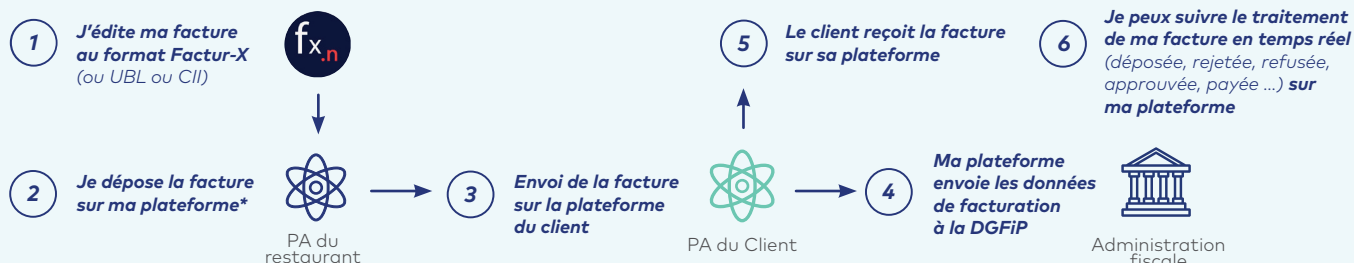 1
J'édite ma facture
au format Factur-X
(ou UBL ou CII)
fx.n
2
Je dépose la facture
sur ma plateforme*
PA du
restaurant
3
Envoi de la facture
sur la plateforme
du client
PA du Client
4
Ma plateforme
envoie les données
de facturation
à la DGFiP
Administration
fiscale
5
Le client reçoit la facture
sur sa plateforme
6
Je peux suivre le traitement
de ma facture en temps réel
(déposée, rejetée, refusée,
approuvée, payée ...) sur
ma plateforme